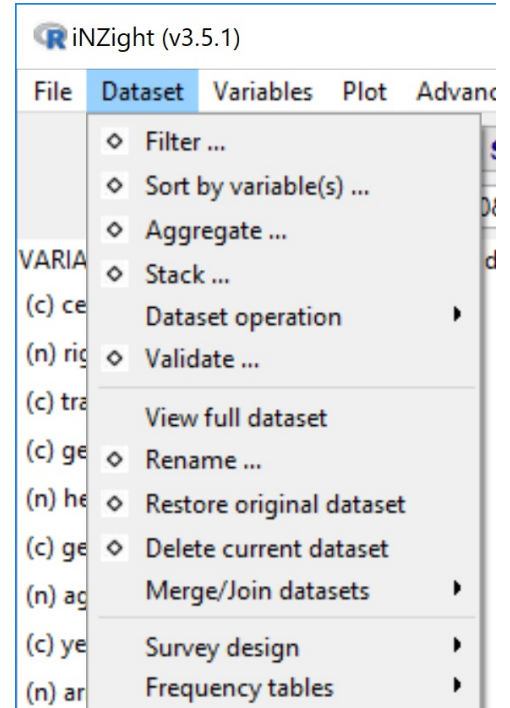 iNZight (v3.5.1)
File Dataset Variables Plot
Filter ...
Sort by variable(s) ...
Aggregate ...
VARIA
Stack ...
(c) ce
Dataset operation
(n) rig
Validate ...
(c) tra
View full dataset
(c) ge
Rename ...
(n) he
Restore original dataset
(c) ge
Delete current dataset
(n) ag
Merge/Join datasets
(c) ye
Survey design
(n) ar
Frequency tables